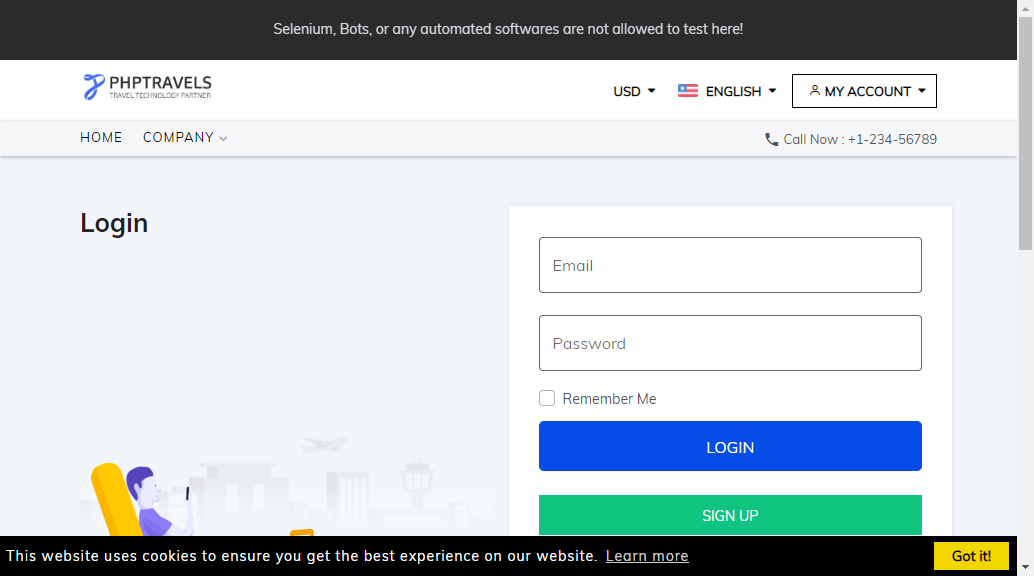 Selenium, Bots, or any automated softwares are not allowed to test here!
PHPTRAVELS
TRAVEL TECHNOLOGY PARTNER
USD
ENGLISH
MY ACCOUNT
HOME
COMPANY
Call Now : +1-234-56789
Login
Email
Password
Remember Me
LOGIN
SIGN UP
This website uses cookies to ensure you get the best experience on our website. Learn more
Got it!